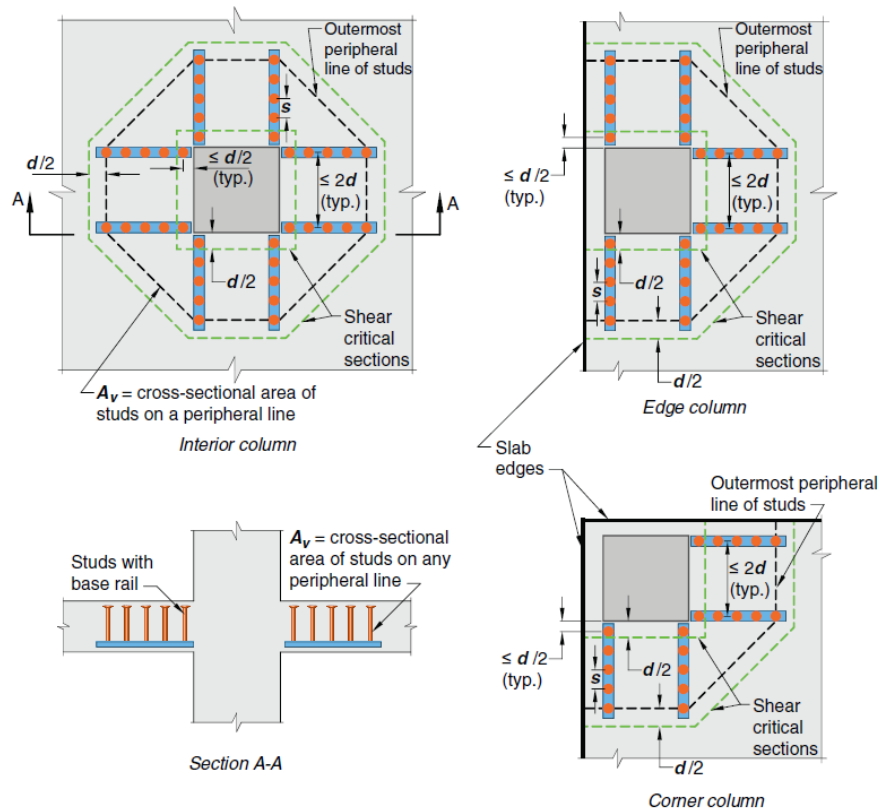 Outermost
peripheral
line of studs
s
d/2
≤ d/2
(typ.)
≤ 2d
(typ.)
A
A
d/2
Shear
critical
sections
Av = cross-sectional area of
studs on a peripheral line
Interior column
Outermost
peripheral
line of studs
≤ d/2
(typ.)
≤ 2d
(typ.)
d/2
s
Shear
critical
sections
d/2
Edge column
Slab
edges
Studs with
base rail
Av = cross-sectional
area of studs on any
peripheral line
Section A-A
Outermost peripheral
line of studs
≤ 2d
(typ.)
≤ d/2
(typ.)
d/2
s
Shear
critical
sections
d/2
Corner column